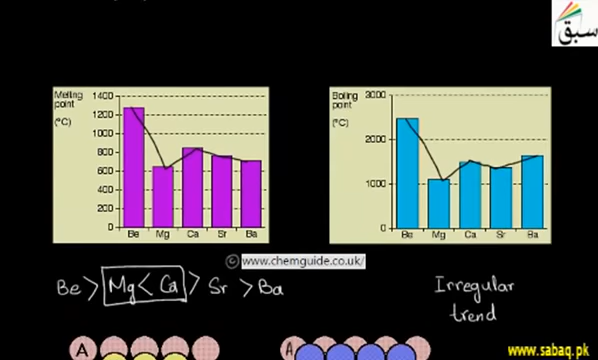 سبق
Melting
point
(°C)
1400
1200
1000
800
600
400
200
0
Be Mg Ca Sr Ba
Boiling
point
(°C)
3000
2000
1000
0
Be Mg Ca Sr Ba
© www.chemguide.co.uk/
Be > Mg < Ca > Sr > Ba
Irregular
trend
A
A
www.sabaq.pk